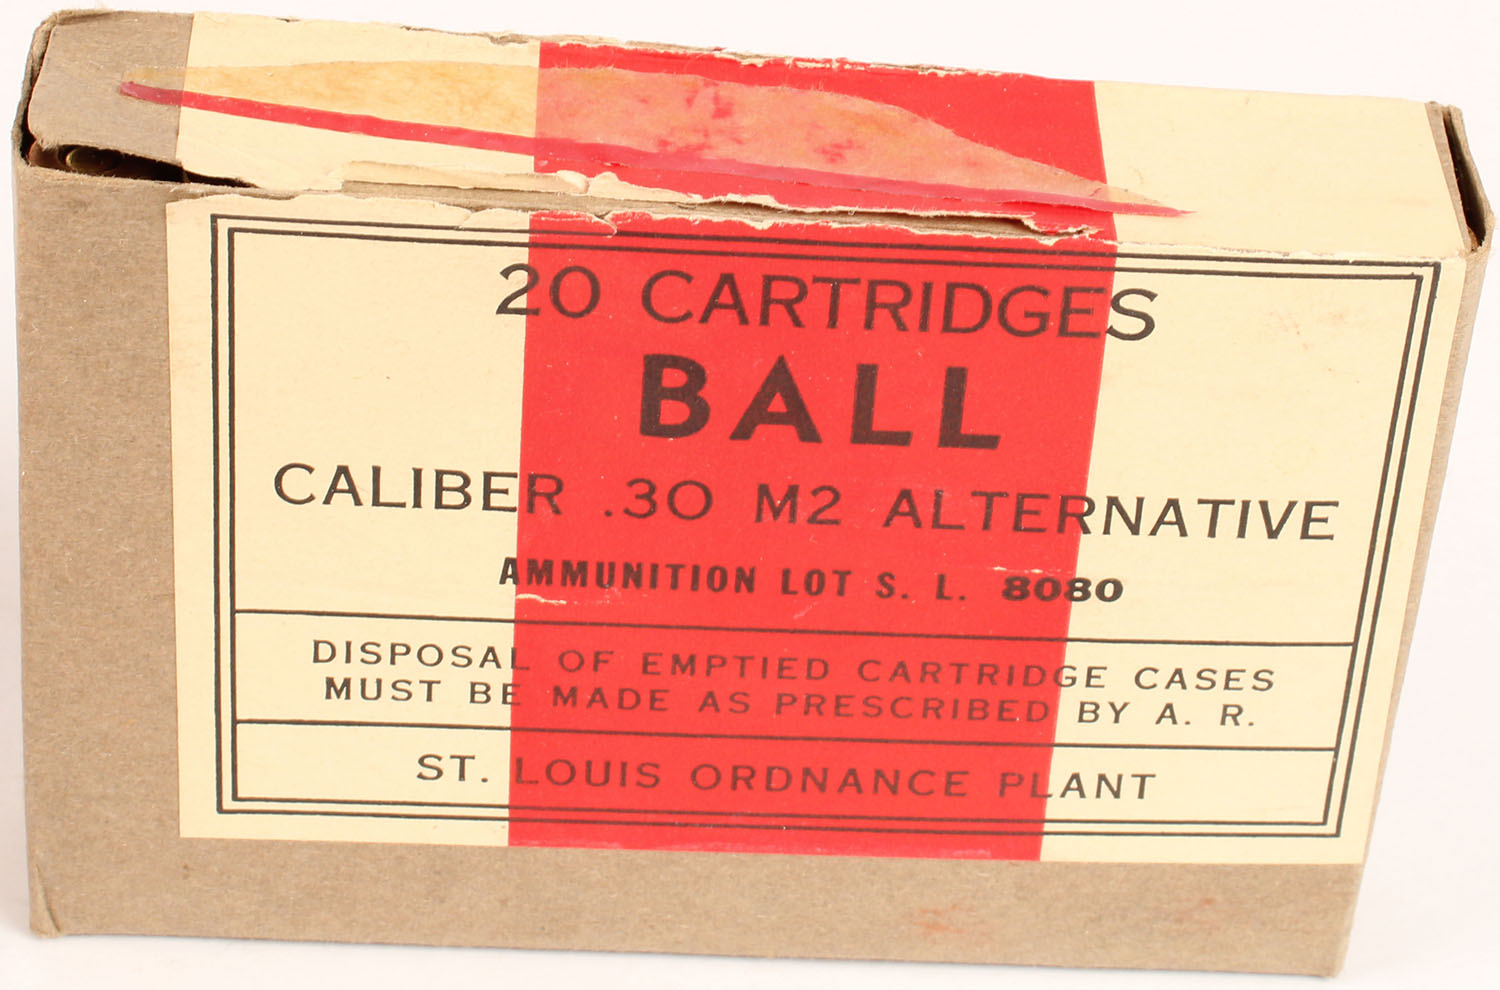 20 CARTRIDGES
BALL
CALIBER .30 M2 ALTERNATIVE
AMMUNITION LOT S. L. 8080
DISPOSAL OF EMPTIED CARTRIDGE CASES
MUST BE MADE AS PRESCRIBED BY A. R.
ST. LOUIS ORDNANCE PLANT